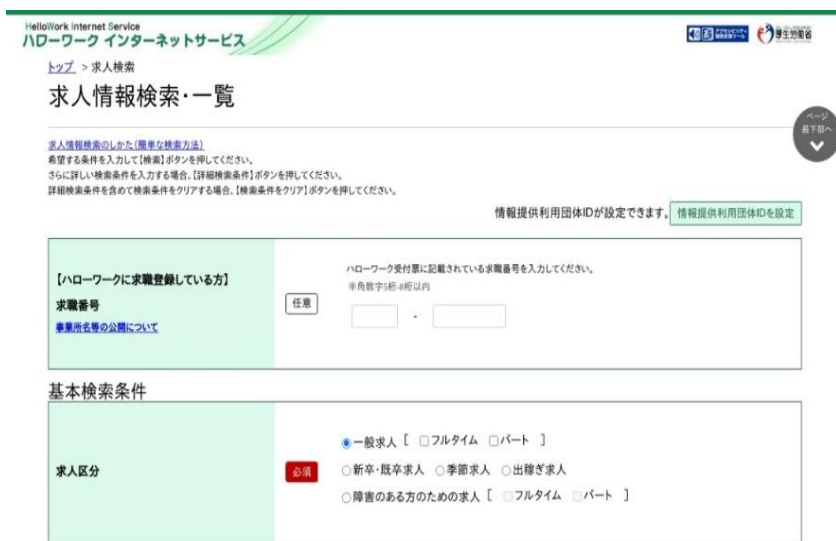 HelloWork Internet Service
ハローワーク インターネットサービス
厚生労働省
トップ > 求人検索
求人情報検索・一覧
ページ
最下部へ
求人情報検索のしかた(簡単な検索方法)
希望する条件を入力して【検索】ボタンを押してください。
さらに詳しい検索条件を入力する場合、【詳細検索条件】ボタンを押してください。
詳細検索条件を含めて検索条件をクリアする場合、【検索条件をクリア】ボタンを押してください。
情報提供利用団体IDが設定できます。 情報提供利用団体IDを設定
【ハローワークに求職登録している方】
求職番号
事業所名等の公開について
任意
ハローワーク受付票に記載されている求職番号を入力してください。
半角数字5桁-8桁以内
-
基本検索条件
求人区分
必須
一般求人 [ フルタイム パート ]
新卒・既卒求人 季節求人 出稼ぎ求人
障害のある方のための求人 [ フルタイム パート ]